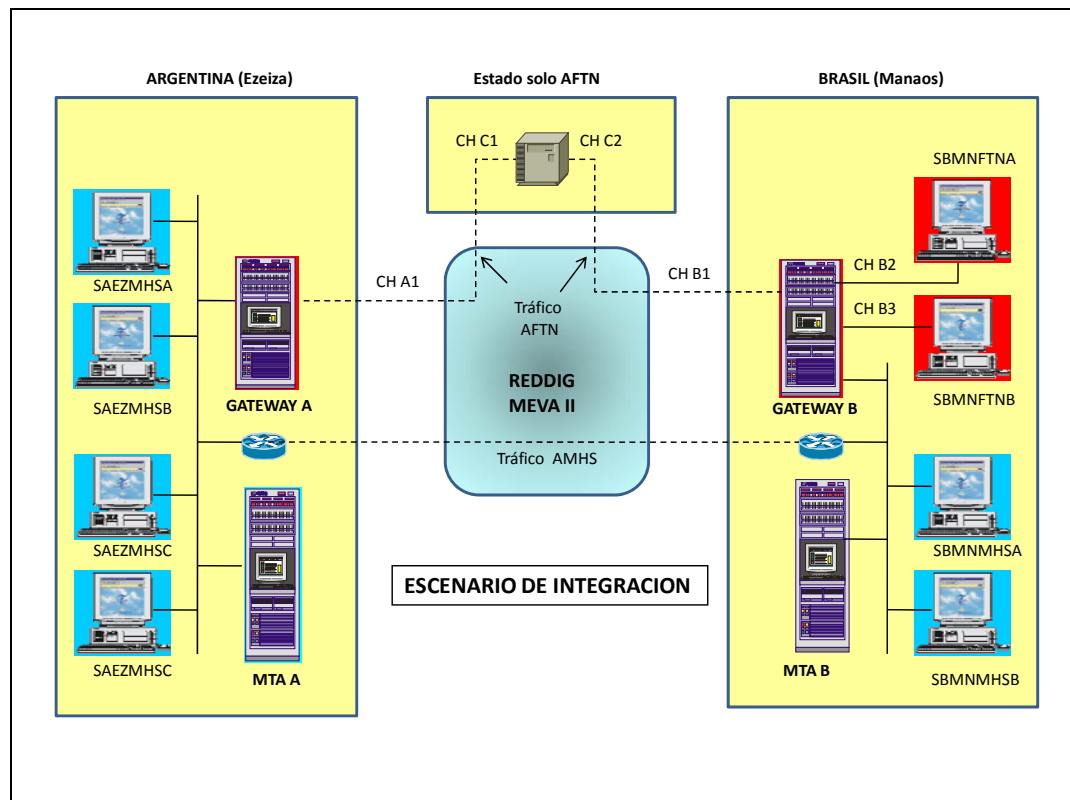 ARGENTINA (Ezeiza)
Estado solo AFTN
BRASIL (Manaos)
CH C1
CH C2
SBMNFTNA
SAEZMHSA
CH A1
CH B1
CH B2
CH B3
Tráfico
AFTN
SAEZMHSB
GATEWAY A
REDDIG
MEVA II
GATEWAY B
SBMNFTNB
Tráfico AMHS
SAEZMHSC
SBMNMHSA
ESCENARIO DE INTEGRACION
SAEZMHSC
MTA A
MTA B
SBMNMHSB